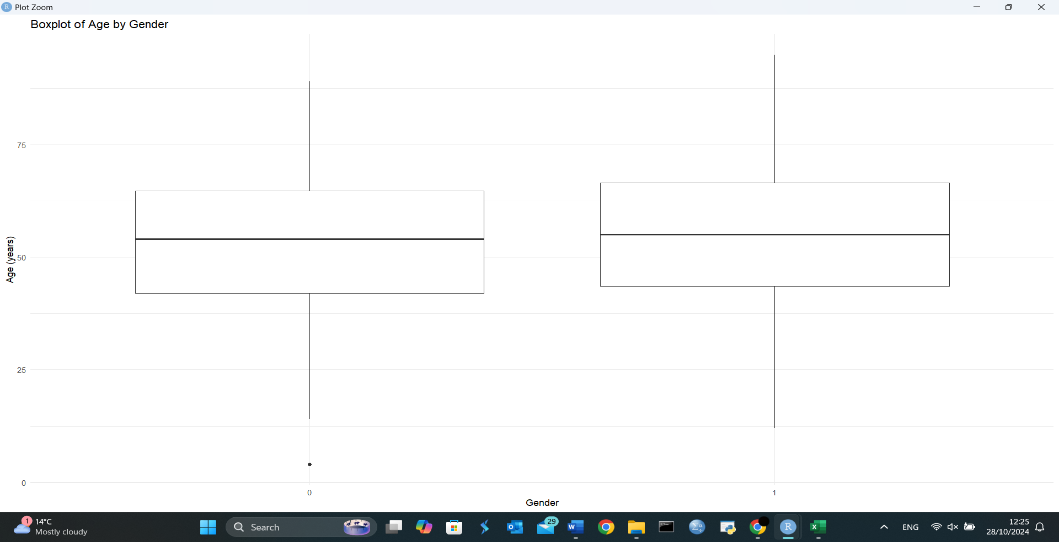 Plot Zoom
Boxplot of Age by Gender
Age (years)
75
50
25
0
0
1
Gender
1
14°C
Mostly cloudy
Search
29
ENG
12:25
28/10/2024